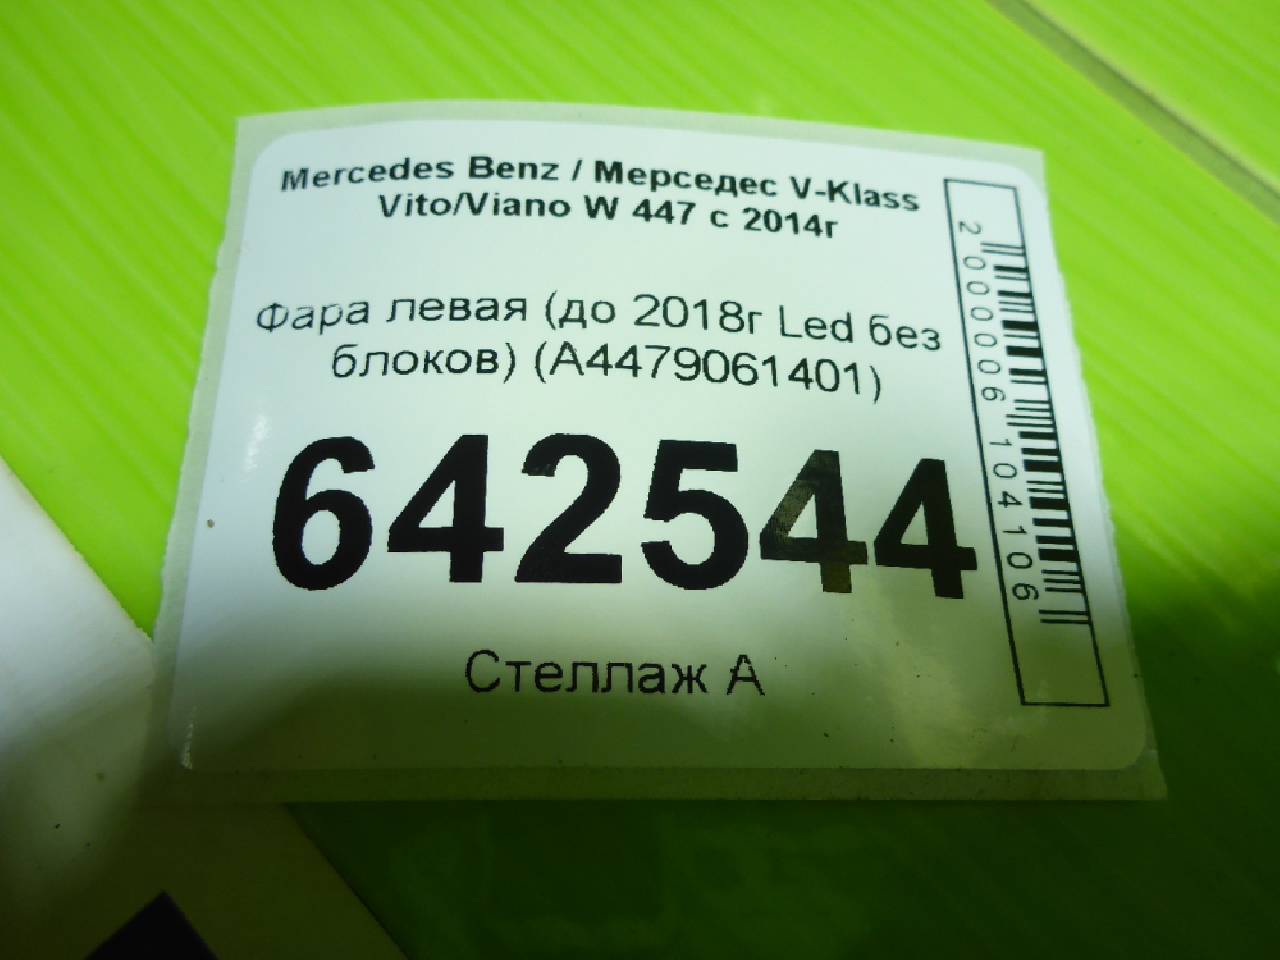 Mercedes Benz / Мерседес V-Klass
Vito/Viano W 447 с 2014г
Фара левая (до 2018г Led без
блоков) (A4479061401)
642544
Стеллаж А
2000006104106